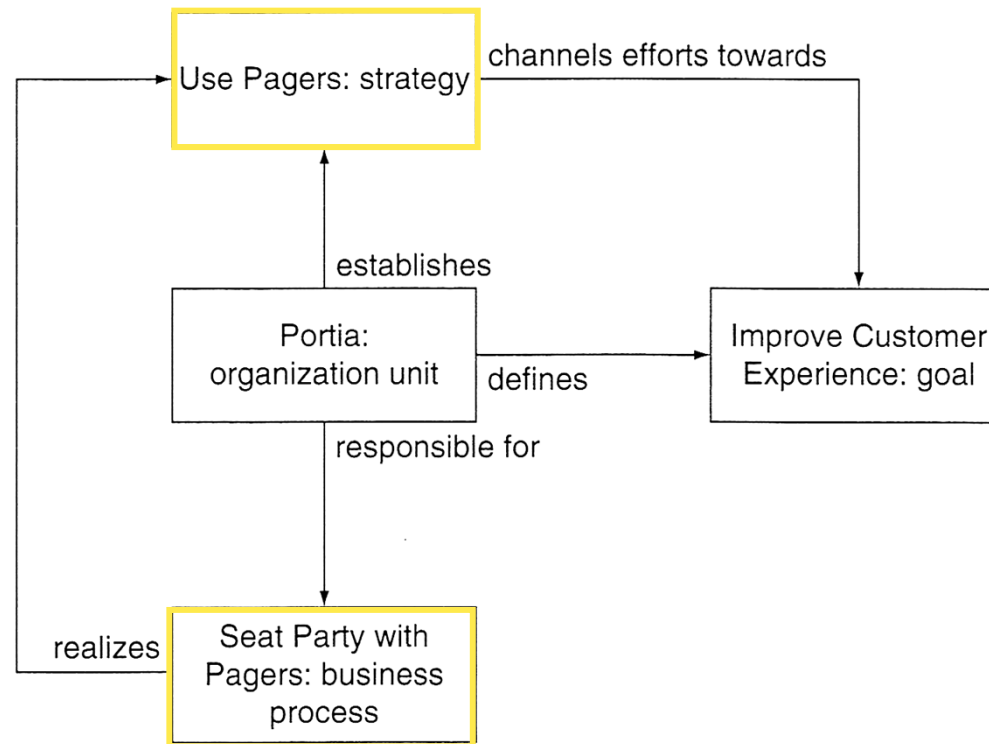 channels efforts towards
Use Pagers: strategy
establishes
Portia:
organization unit
Improve Customer
Experience: goal
defines
responsible for
realizes
Seat Party with
Pagers: business
process